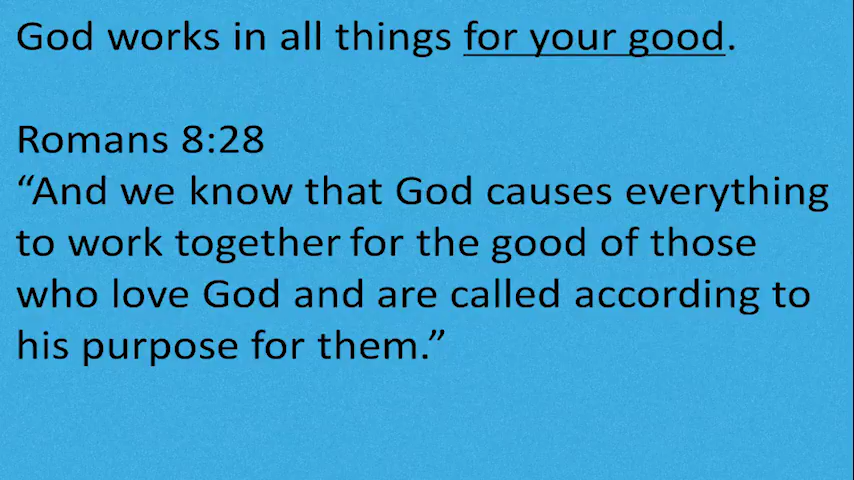 God works in all things for your good.
Romans 8:28
“And we know that God causes everything
to work together for the good of those
who love God and are called according to
his purpose for them.”